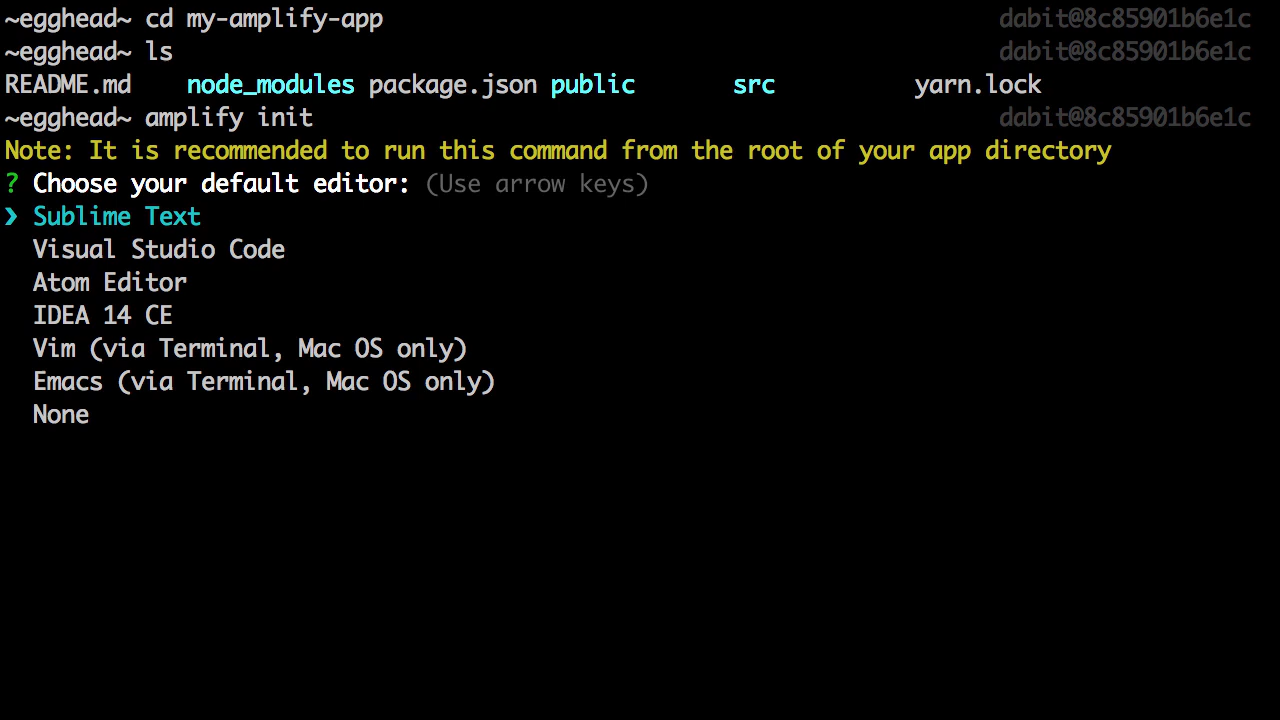 ~egghead~ cd my-amplify-app dabit@8c85901b6e1c
~egghead~ ls dabit@8c85901b6e1c
README.md node_modules package.json public src yarn.lock
~egghead~ amplify init dabit@8c85901b6e1c
Note: It is recommended to run this command from the root of your app directory
? Choose your default editor: (Use arrow keys)
❯ Sublime Text
Visual Studio Code
Atom Editor
IDEA 14 CE
Vim (via Terminal, Mac OS only)
Emacs (via Terminal, Mac OS only)
None